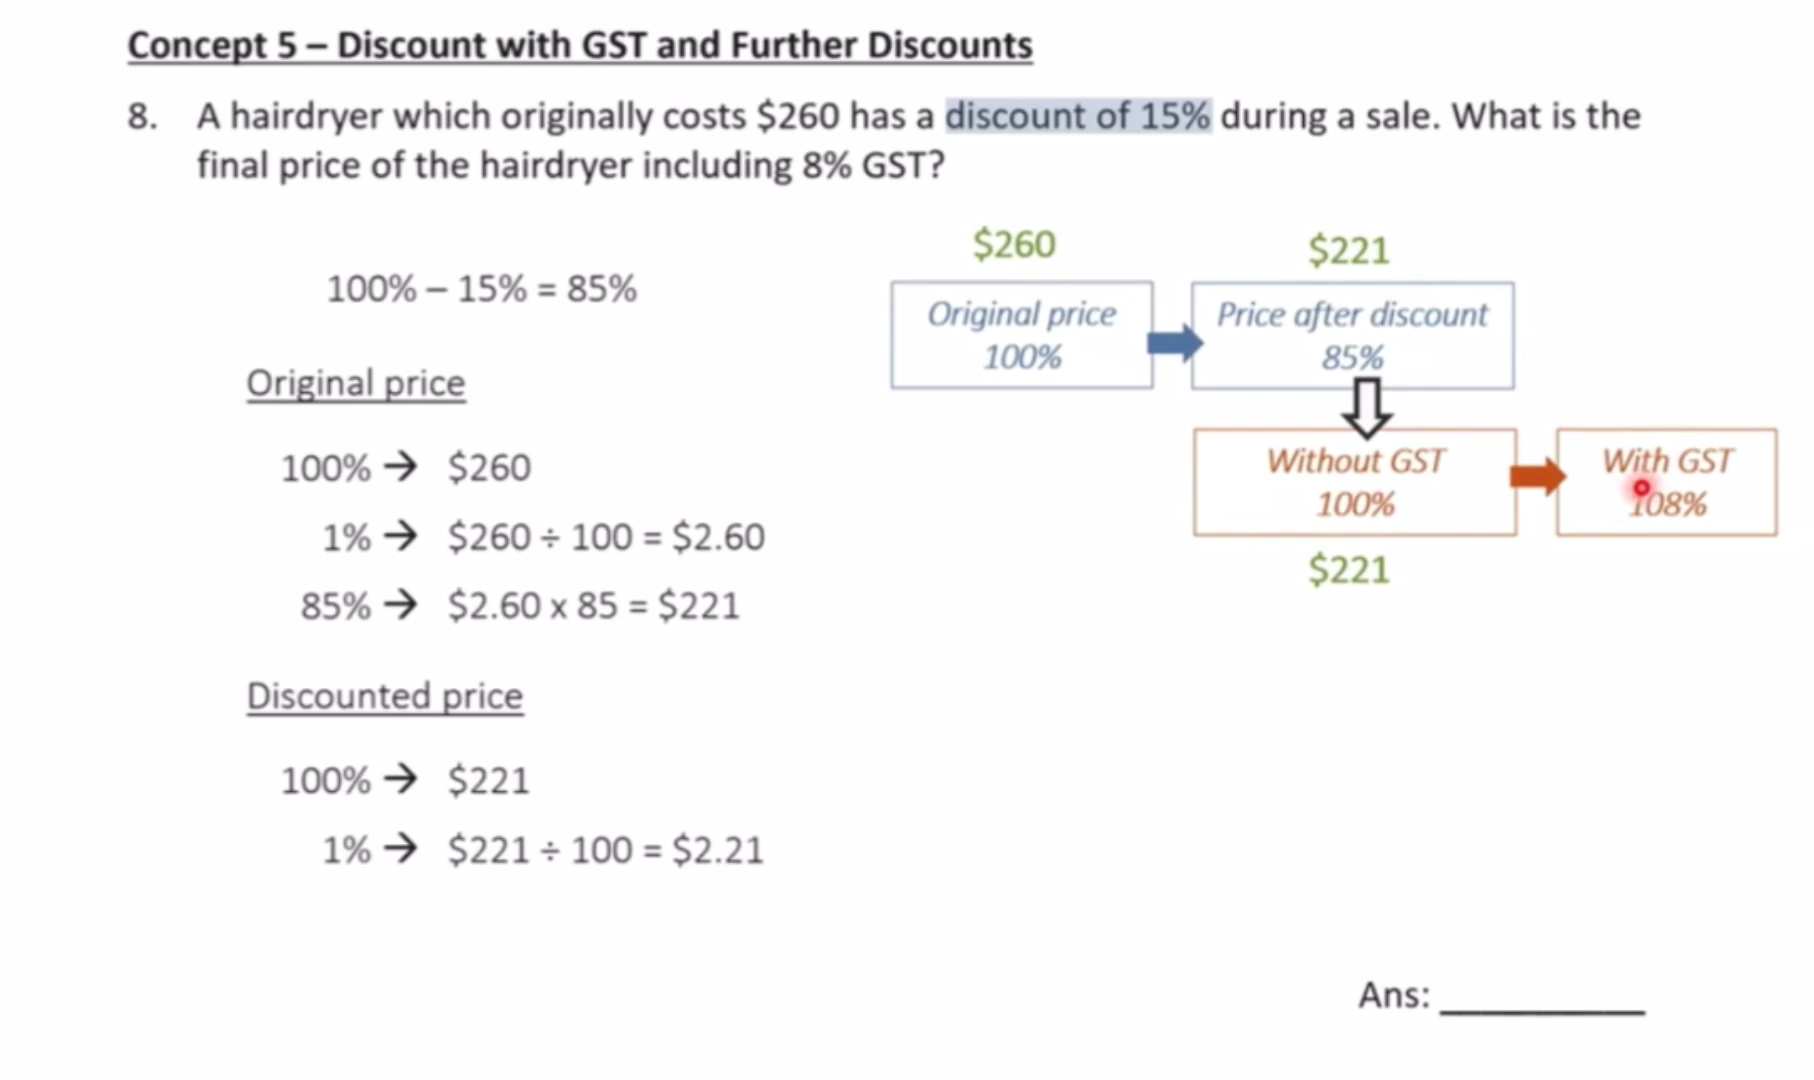 Concept 5 – Discount with GST and Further Discounts
8. A hairdryer which originally costs $260 has a discount of 15% during a sale. What is the
final price of the hairdryer including 8% GST?
100% – 15% = 85%
Original price
100% → $260
1% → $260 ÷ 100 = $2.60
85% → $2.60 x 85 = $221
Discounted price
100% → $221
1% → $221 ÷ 100 = $2.21
$260
$221
Original price
100%
Price after discount
85%
Without GST
100%
With GST
108%
$221
Ans: __________